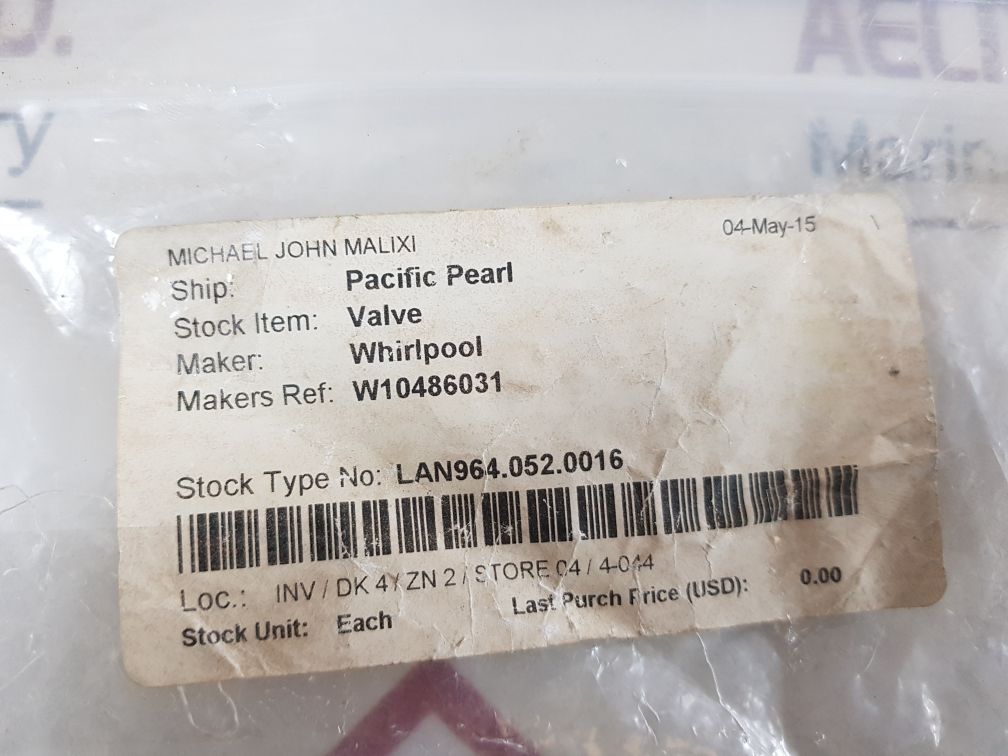 MICHAEL JOHN MALIXI
04-May-15
Ship: Pacific Pearl
Stock Item: Valve
Maker: Whirlpool
Makers Ref: W10486031
Stock Type No: LAN964.052.0016
Loc.: INV / DK 4 / ZN 2 / STORE 04 / 4-044
Stock Unit: Each
Last Purch Price (USD): 0.00